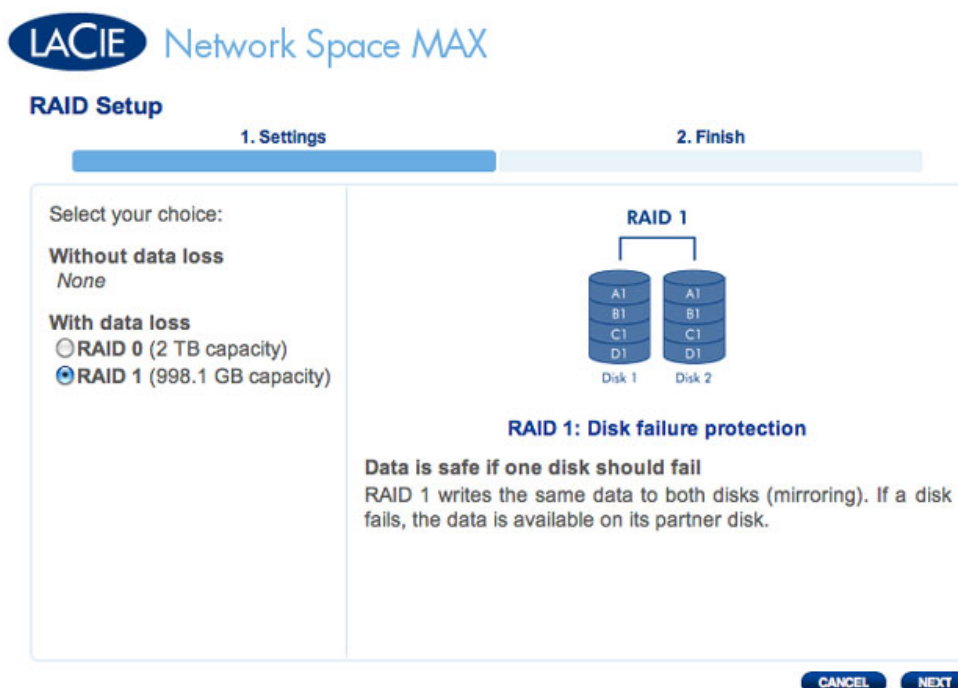 LACIE Network Space MAX
RAID Setup
1. Settings
2. Finish
Select your choice:
Without data loss
None
With data loss
RAID 0 (2 TB capacity)
RAID 1 (998.1 GB capacity)
RAID 1
A1 A1
B1 B1
C1 C1
D1 D1
Disk 1 Disk 2
RAID 1: Disk failure protection
Data is safe if one disk should fail
RAID 1 writes the same data to both disks (mirroring). If a disk
fails, the data is available on its partner disk.
CANCEL NEXT